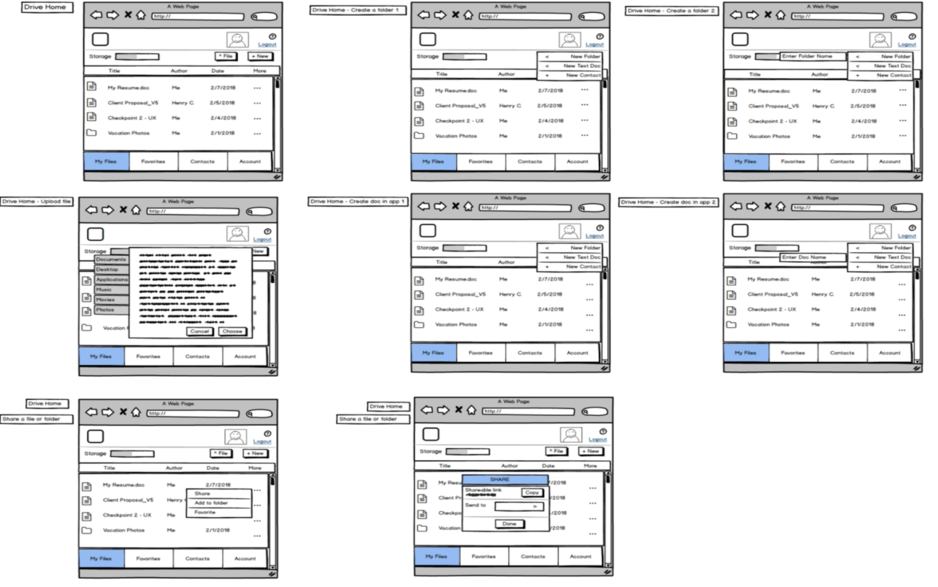 Drive Home
A Web Page
http://
Logout
Storage
^ File
+ New
Title Author Date More
My Resume.doc Me 2/7/2018 ...
Client Proposal_V5 Henry C. 2/5/2018 ...
Checkpoint 2 - UX Me 2/4/2018 ...
Vacation Photos Me 2/1/2018 ...
My Files Favorites Contacts Account
Drive Home - Create a folder 1
A Web Page
http://
Logout
Storage
< New Folder
< New Text Doc
< New Contact
Title Author
My Resume.doc Me 2/7/2018 ...
Client Proposal_V5 Henry C. 2/5/2018 ...
Checkpoint 2 - UX Me 2/4/2018 ...
Vacation Photos Me 2/1/2018 ...
My Files Favorites Contacts Account
Drive Home - Create a folder 2
A Web Page
http://
Logout
Storage
Enter Folder Name
< New Folder
< New Text Doc
< New Contact
Title Author
My Resume.doc Me 2/7/2018 ...
Client Proposal_V5 Henry C. 2/5/2018 ...
Checkpoint 2 - UX Me 2/4/2018 ...
Vacation Photos Me 2/1/2018 ...
My Files Favorites Contacts Account
Drive Home - Upload file
A Web Page
http://
Logout
Storage
New
Documents
Desktop
Applications
Music
Movies
Photos
Vacation
Cancel Choose
My Files Favorites Contacts Account
Drive Home - Create doc in app 1
A Web Page
http://
Logout
Storage
< New Folder
< New Text Doc
< New Contact
Title Author
My Resume.doc Me 2/7/2018 ...
Client Proposal_V5 Henry C. 2/5/2018 ...
Checkpoint 2 - UX Me 2/4/2018 ...
Vacation Photos Me 2/1/2018 ...
My Files Favorites Contacts Account
Drive Home - Create doc in app 2
A Web Page
http://
Logout
Storage
Enter Doc Name
< New Folder
< New Text Doc
< New Contact
Title Author
My Resume.doc Me 2/7/2018 ...
Client Proposal_V5 Henry C. 2/5/2018 ...
Checkpoint 2 - UX Me 2/4/2018 ...
Vacation Photos Me 2/1/2018 ...
My Files Favorites Contacts Account
Drive Home
Share a file or folder
A Web Page
http://
Logout
Storage
^ File
+ New
Title Author Date More
My Resume.doc Me 2/7/2018 ...
Client Proposal_V5 Henry
Share
Add to folder
Favorite
Checkpoint 2 - UX Me
Vacation Photos Me 2/1/2018 ...
My Files Favorites Contacts Account
Drive Home
Share a file or folder
A Web Page
http://
Logout
Storage
^ File
+ New
Title Author Date More
SHARE
Shareable link
Copy
Send to
Done
My Resu /7/2018 ...
Client P /5/2018 ...
Checkpo /4/2018 ...
Vacation /1/2018 ...
My Files Favorites Contacts Account